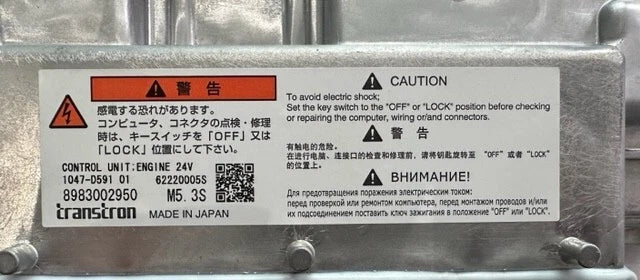 警告
感電する恐れがあります。
コンピュータ、コネクタの点検・修理
時は、キースイッチを「OFF」又は
「LOCK」位置にして下さい。
CONTROL UNIT:ENGINE 24V
1047-D591 01 62220005S
8983002950 M5.3S
transtron MADE IN JAPAN
CAUTION
To avoid electric shock;
Set the key switch to the "OFF" or "LOCK" position before checking
or repairing the computer, wiring or/and connectors.
警告
有触电的危险。
在进行电脑、连接口的检查和修理前,请将钥匙旋转至 "OFF" 或者 "LOCK"
的位置上。
ВНИМАНИЕ!
Для предотвращения поражения электрическим током:
перед проверкой или ремонтом компьютера, перед монтажом проводов и/или
их подсоединением поставьте ключ зажигания в положение "OFF" или "LOCK".